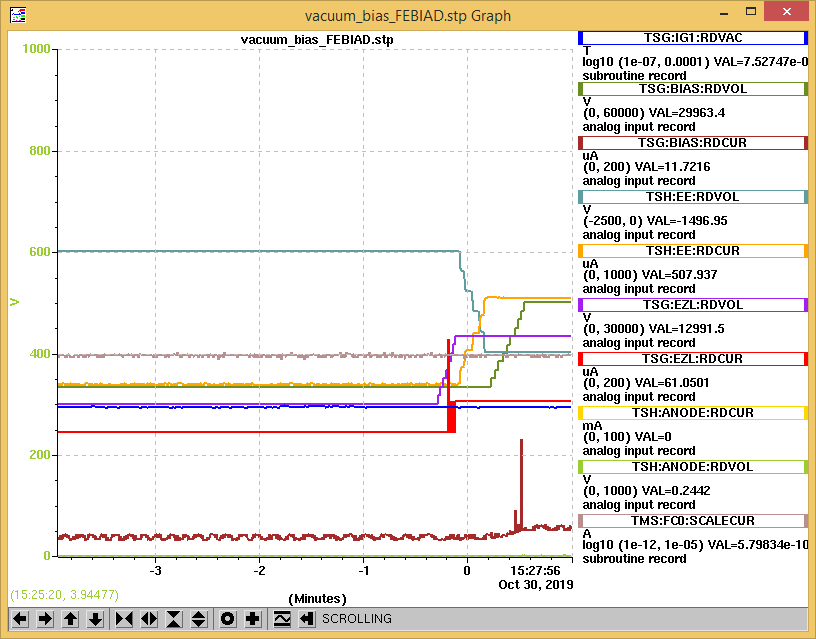 vacuum_bias_FEBIAD.stp Graph
vacuum_bias_FEBIAD.stp
1000
800
600
V
400
200
0
-3
-2
-1
0
15:27:56
Oct 30, 2019
(15:25:20, 3.94477)
(Minutes)
TSG:IG1:RDVAC
T
log10 (1e-07, 0.0001) VAL=7.52747e-0
subroutine record
TSG:BIAS:RDVOL
V
(0, 60000) VAL=29963.4
analog input record
TSG:BIAS:RDCUR
uA
(0, 200) VAL=11.7216
analog input record
TSH:EE:RDVOL
V
(-2500, 0) VAL=-1496.95
analog input record
TSH:EE:RDCUR
uA
(0, 1000) VAL=507.937
analog input record
TSG:EZL:RDVOL
V
(0, 30000) VAL=12991.5
analog input record
TSG:EZL:RDCUR
uA
(0, 200) VAL=61.0501
analog input record
TSH:ANODE:RDCUR
mA
(0, 100) VAL=0
analog input record
TSH:ANODE:RDVOL
V
(0, 1000) VAL=0.2442
analog input record
TMS:FC0:SCALECUR
A
log10 (1e-12, 1e-05) VAL=5.79834e-10
subroutine record
SCROLLING